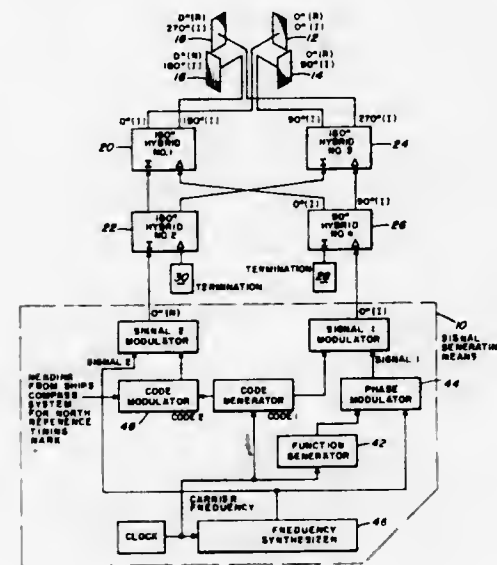 0°(R)
270°(I)
18
0°(R)
0°(I)
12
0°(R)
180°(I)
16
0°(R)
90°(I)
14
0°(I)
180°(I)
90°(I)
270°(I)
20
180°
HYBRID
NO. 1
Σ Δ
180°
HYBRID
NO. 3
Σ Δ
24
0°(I)
90°(I)
22
180°
HYBRID
NO. 2
Σ Δ
90°
HYBRID
NO. 4
Σ Δ
26
30
TERMINATION
TERMINATION
28
0°(R)
0°(I)
10
SIGNAL
GENERATING
MEANS
SIGNAL 2
MODULATOR
SIGNAL 1
MODULATOR
SIGNAL 2
SIGNAL 1
HEADING
FROM SHIPS
COMPASS
SYSTEM
FOR NORTH
REFERENCE
TIMING
MARK
CODE
MODULATOR
48
CODE 2
CODE
GENERATOR
CODE 1
PHASE
MODULATOR
44
FUNCTION
GENERATOR
42
CARRIER
FREQUENCY
CLOCK
FREQUENCY
SYNTHESIZER
46